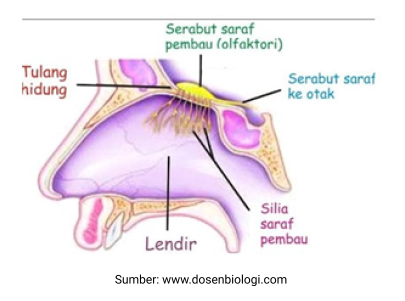 Serabut saraf
pembau (olfaktori)
Tulang
hidung
Serabut saraf
ke otak
Silia
saraf
pembau
Lendir
Sumber: www.dosenbiologi.com